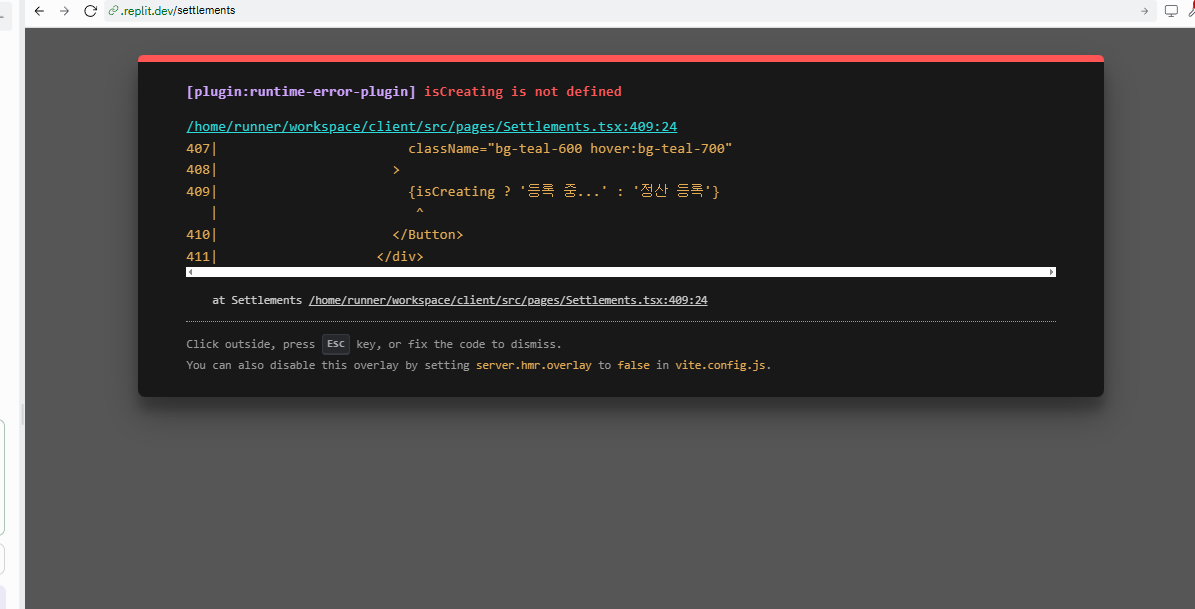 .replit.dev/settlements
[plugin:runtime-error-plugin] isCreating is not defined
/home/runner/workspace/client/src/pages/Settlements.tsx:409:24
407|                        className="bg-teal-600 hover:bg-teal-700"
408|                      >
409|                        {isCreating ? '등록 중...' : '정산 등록'}
   |                         ^
410|                      </Button>
411|                    </div>
at Settlements /home/runner/workspace/client/src/pages/Settlements.tsx:409:24
Click outside, press Esc key, or fix the code to dismiss.
You can also disable this overlay by setting server.hmr.overlay to false in vite.config.js.